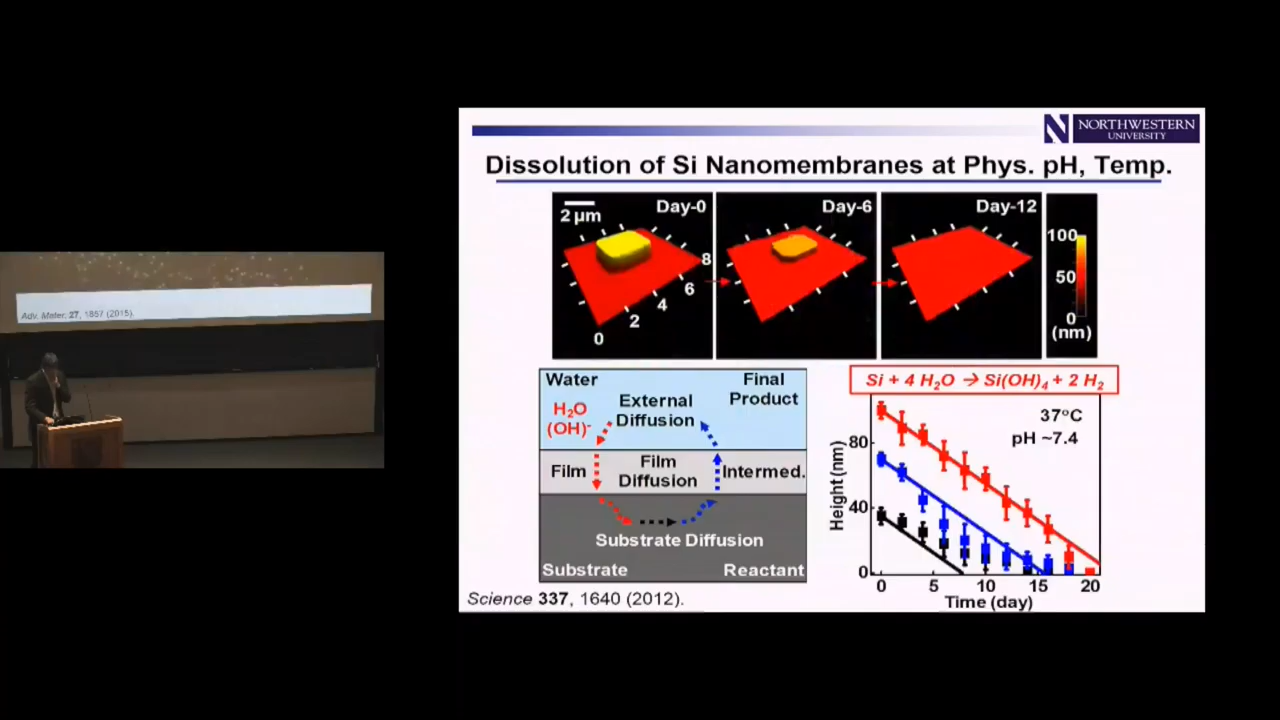 Adv. Mater. 27, 1857 (2015).
NORTHWESTERN
UNIVERSITY
Dissolution of Si Nanomembranes at Phys. pH, Temp.
2 μm
Day-0
Day-6
Day-12
8
6
4
2
0
100
50
0
(nm)
Water
Final
Product
H₂O
(OH)⁻
External
Diffusion
Film
Film
Diffusion
Intermed.
Substrate Diffusion
Substrate
Reactant
Si + 4 H₂O → Si(OH)₄ + 2 H₂
37°C
pH ~7.4
Height (nm)
80
40
0
0 5 10 15 20
Time (day)
Science 337, 1640 (2012).